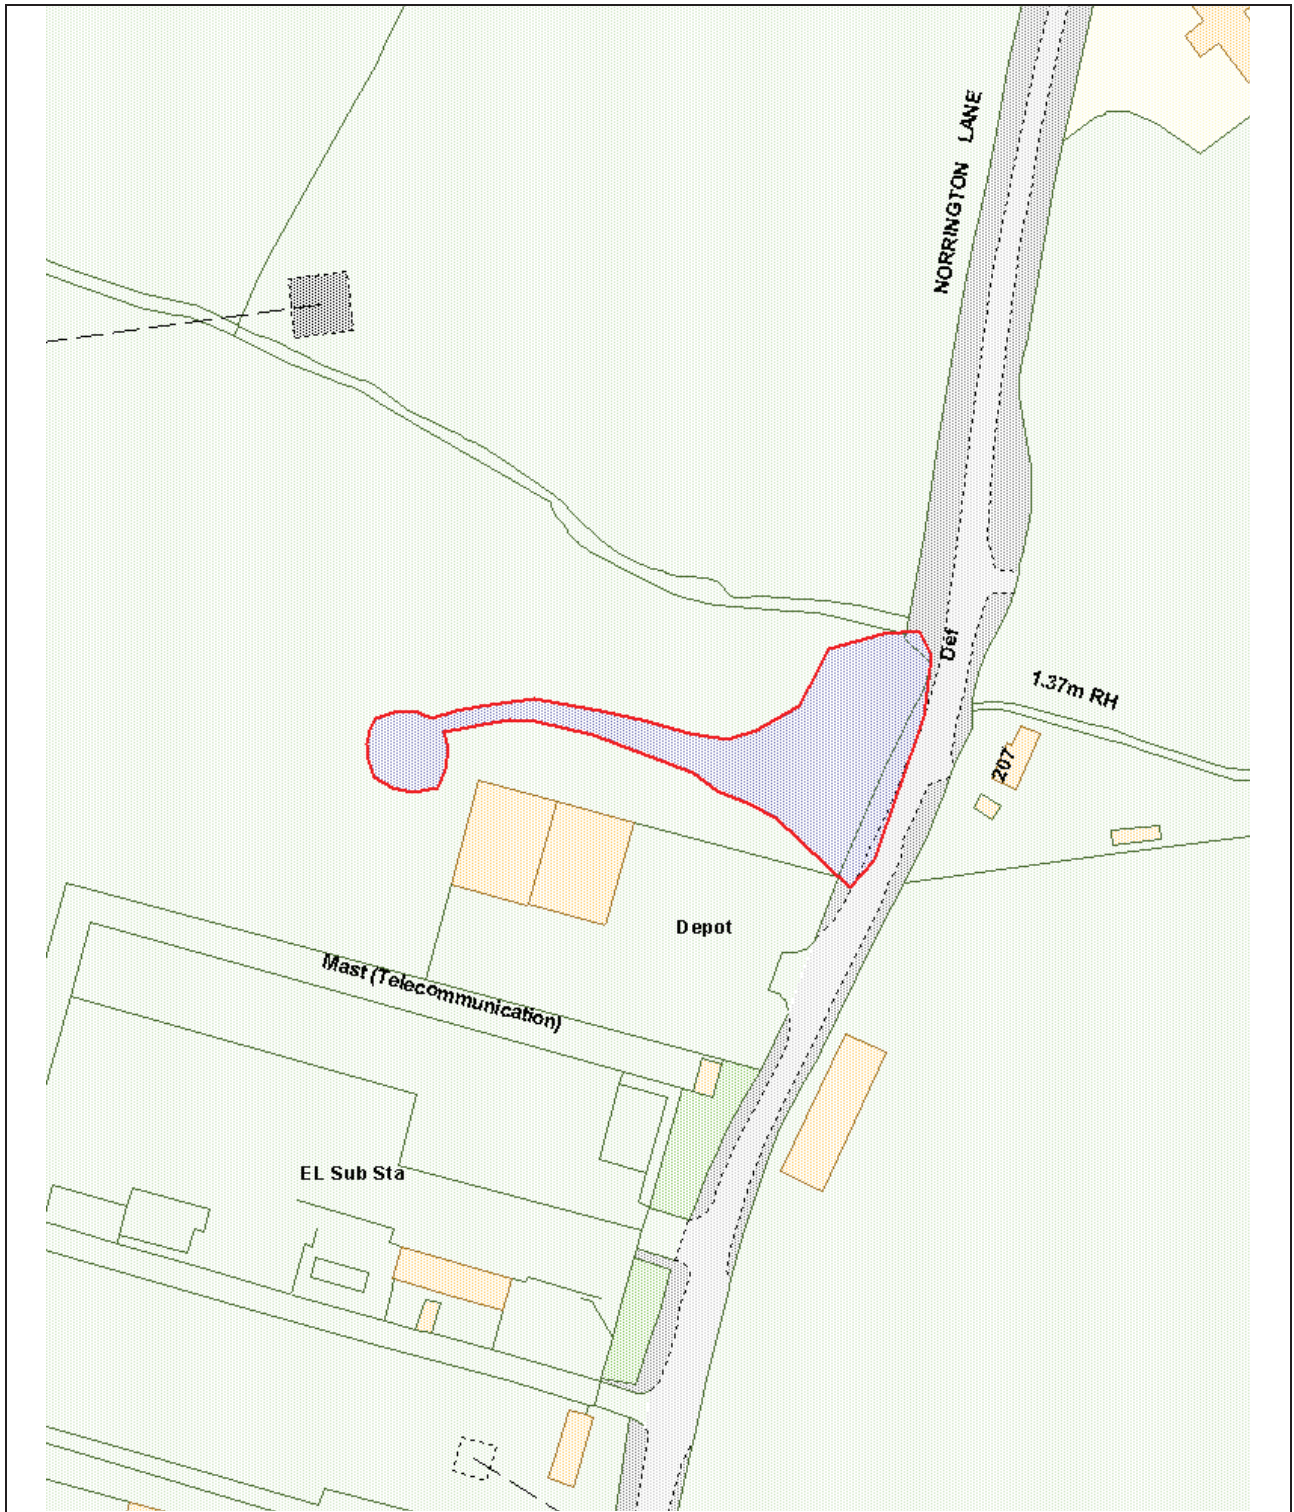 NORRINGTON LANE
Def
1.37m RH
207
Depot
Mast (Telecommunication)
EL Sub Sta